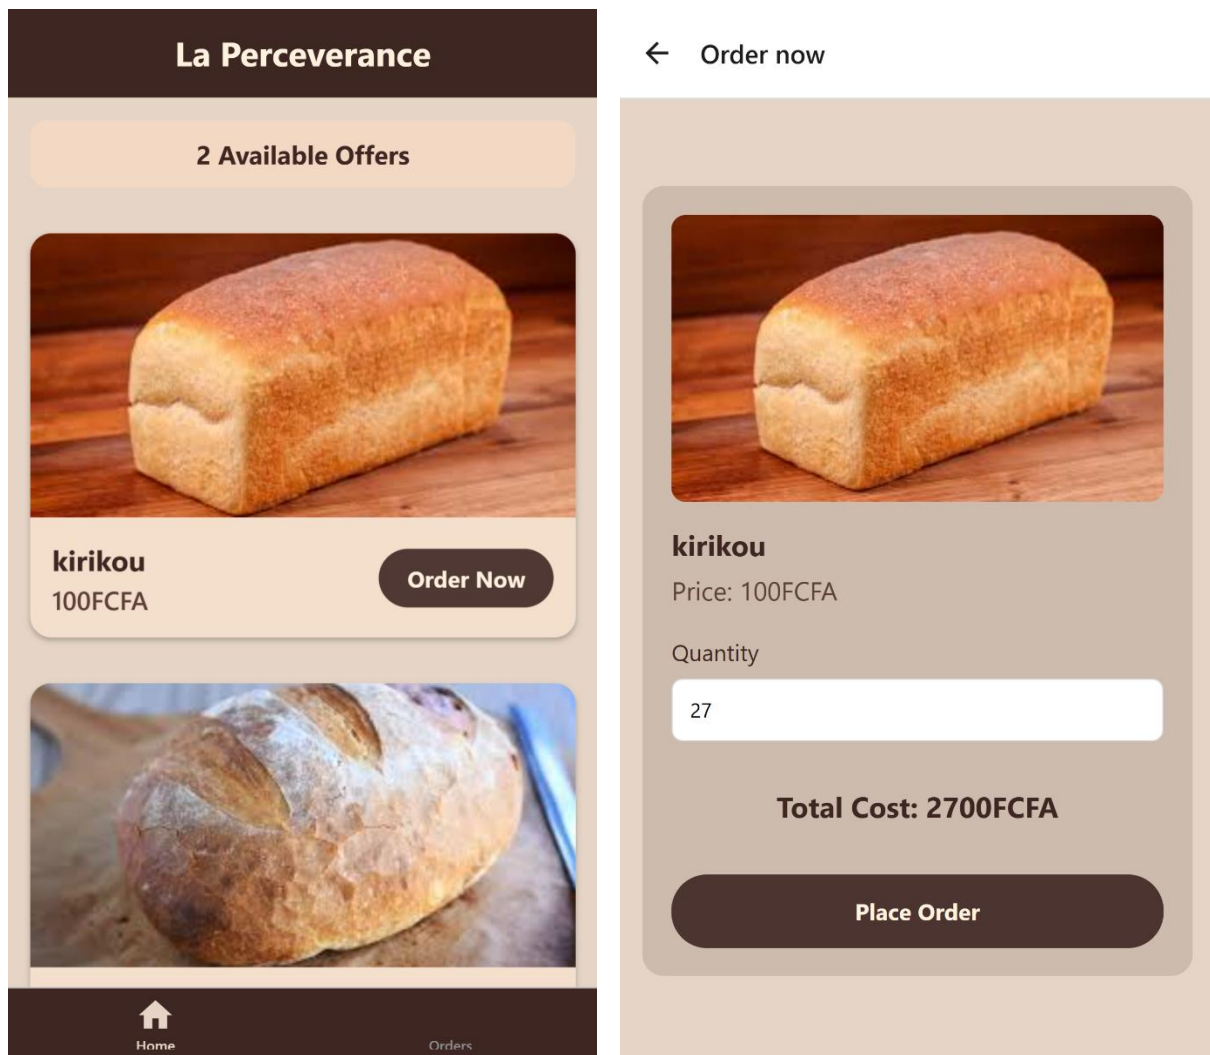 La Perceverance
2 Available Offers
kirikou
100FCFA
Order Now
Home
Orders
Order now
kirikou
Price: 100FCFA
Quantity
27
Total Cost: 2700FCFA
Place Order